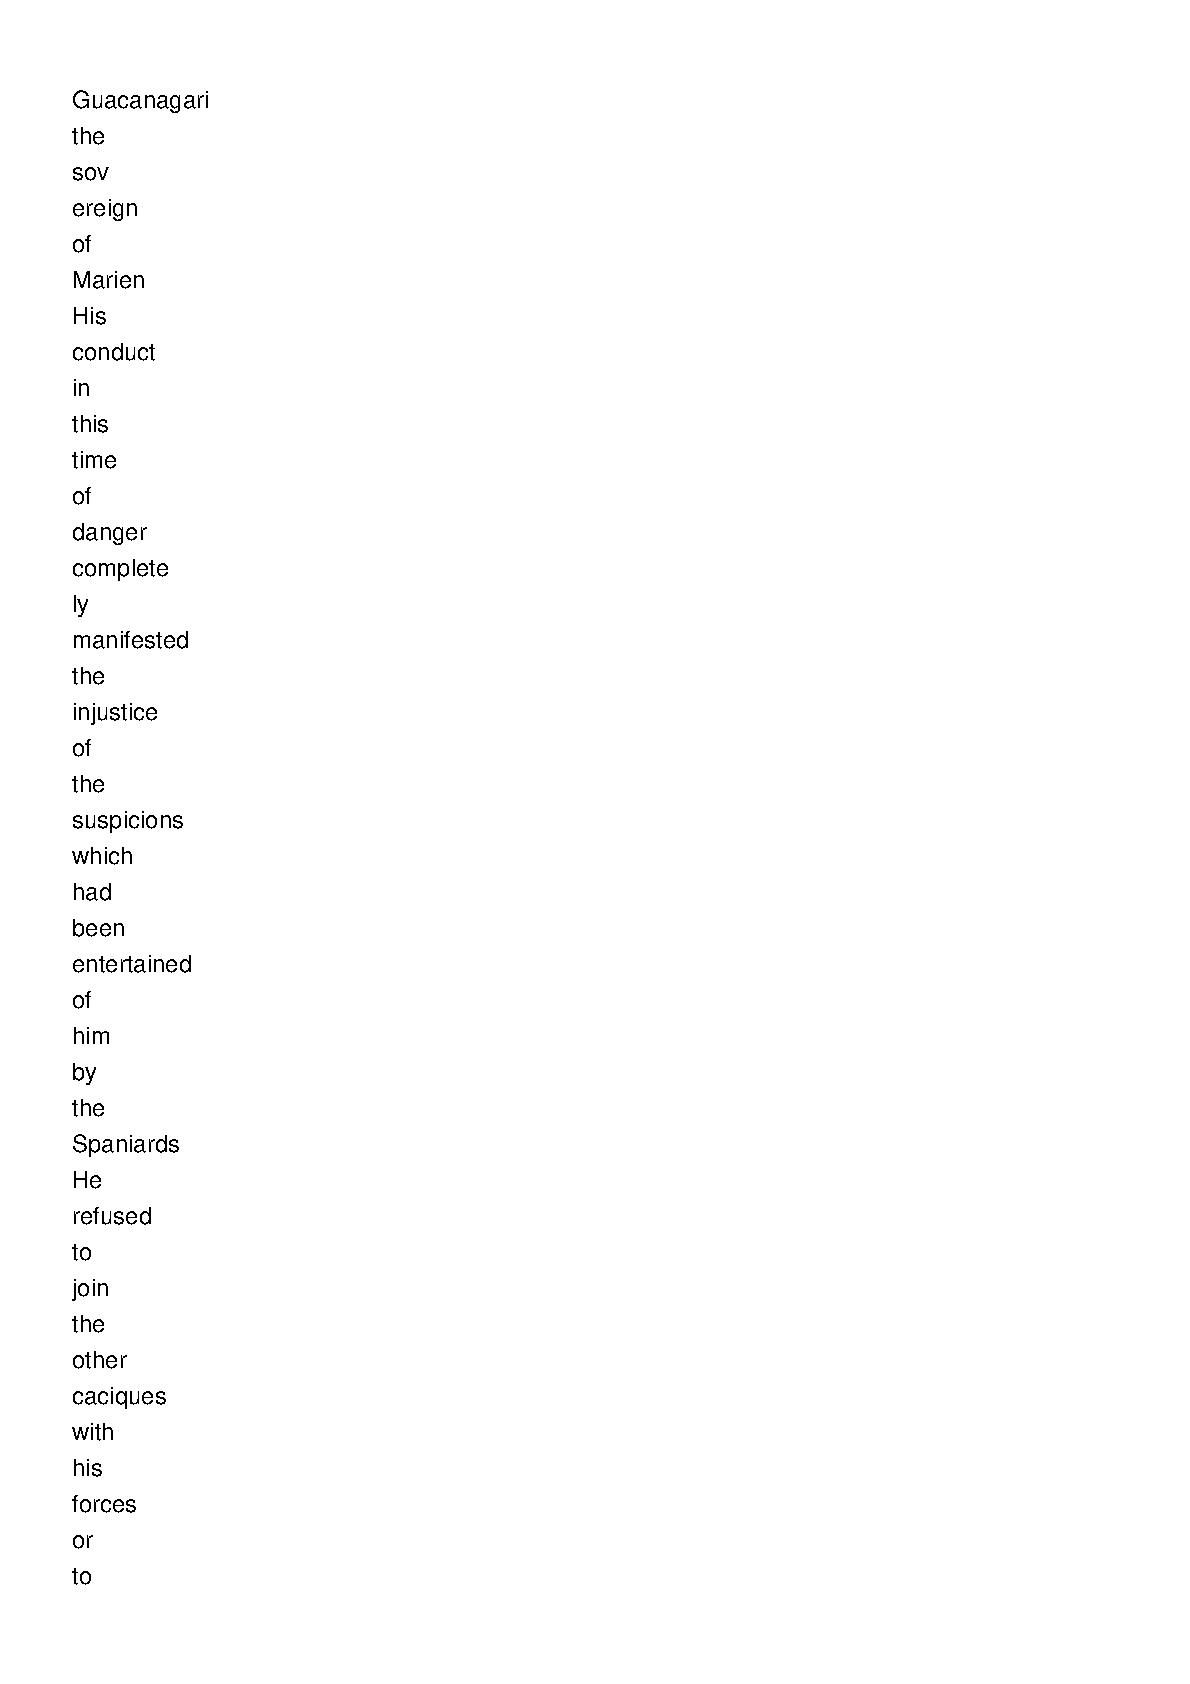 Guacanagari
the
sov
ereign
of
Marien
His
conduct
in
this
time
of
danger
complete
ly
manifested
the
injustice
of
the
suspicions
which
had
been
entertained
of
him
by
the
Spaniards
He
refused
to
join
the
other
caciques
with
his
forces
or
to